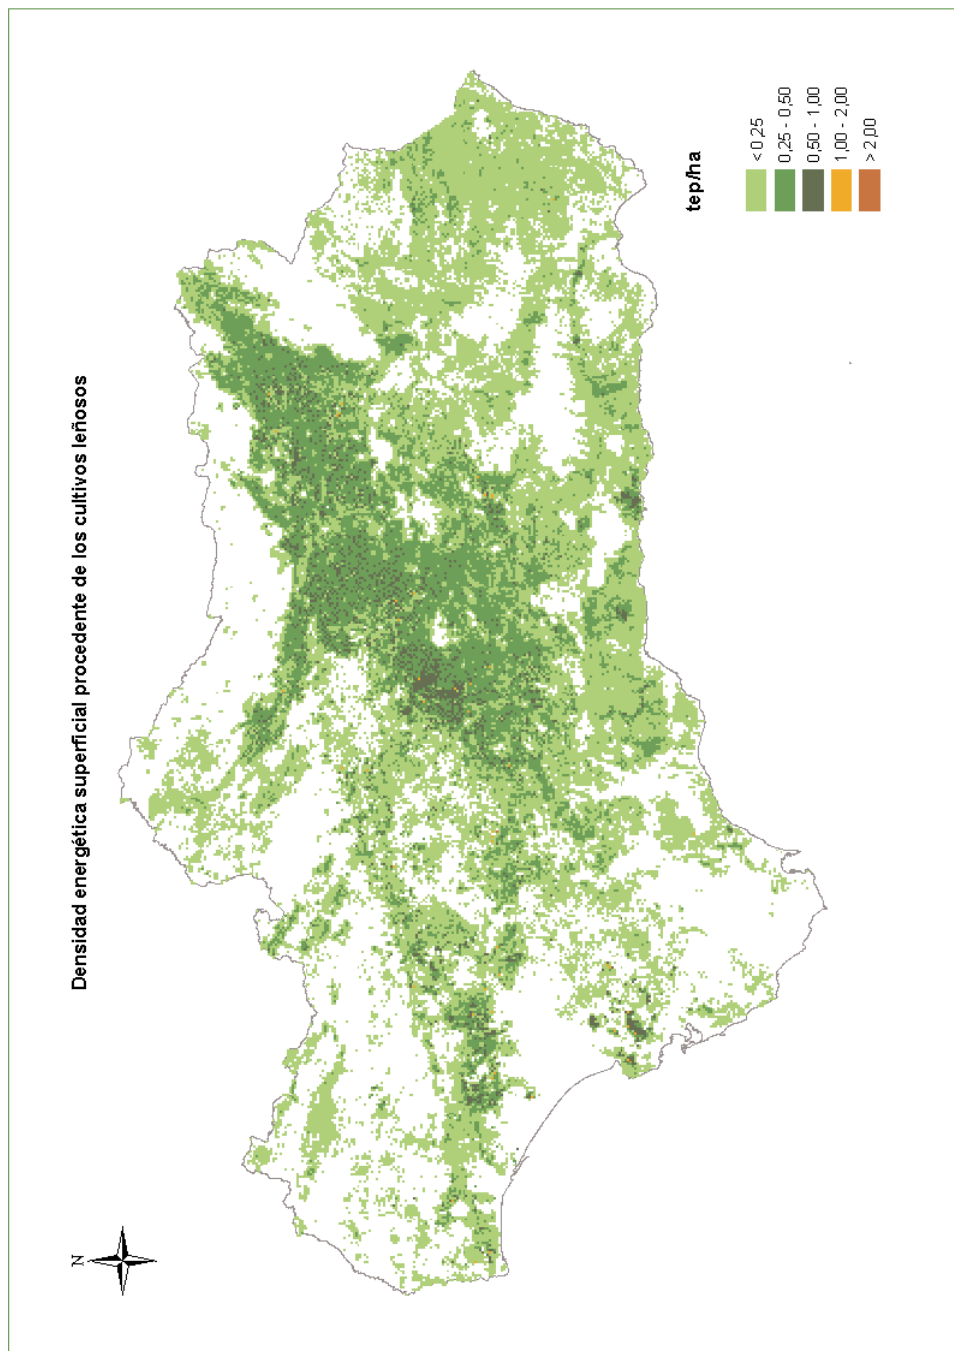 Densidad energética superficial procedente de los cultivos leñosos
N
tep/ha
< 0,25
0,25 - 0,50
0,50 - 1,00
1,00 - 2,00
> 2,00